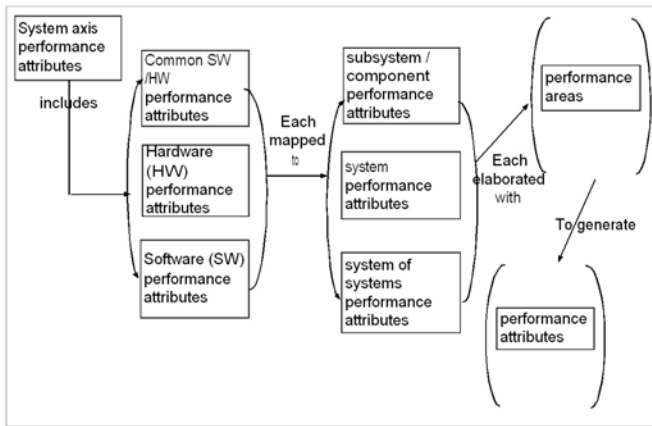 System axis
performance
attributes
includes
Common SW
/HW
performance
attributes
Hardware
(HW)
performance
attributes
Software (SW)
performance
attributes
Each
mapped
to
subsystem /
component
performance
attributes
system
performance
attributes
system of
systems
performance
attributes
Each
elaborated
with
performance
areas
To generate
performance
attributes